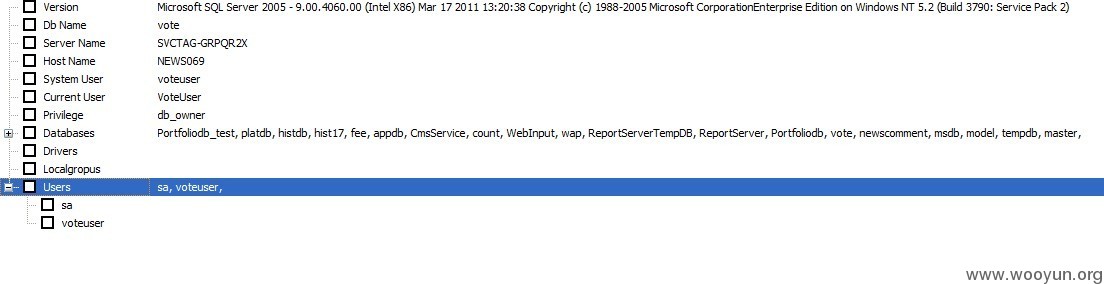 Version Microsoft SQL Server 2005 - 9.00.4060.00 (Intel X86) Mar 17 2011 13:20:38 Copyright (c) 1988-2005 Microsoft CorporationEnterprise Edition on Windows NT 5.2 (Build 3790: Service Pack 2)
Db Name vote
Server Name SVCTAG-GRPQR2X
Host Name NEWS069
System User voteuser
Current User VoteUser
Privilege db_owner
Databases Portfoliodb_test, platdb, histdb, hist17, fee, appdb, CmsService, count, WebInput, wap, ReportServerTempDB, ReportServer, Portfoliodb, vote, newscomment, msdb, model, tempdb, master,
Drivers
Localgropus
Users sa, voteuser,
sa
voteuser
www.wooyun.org